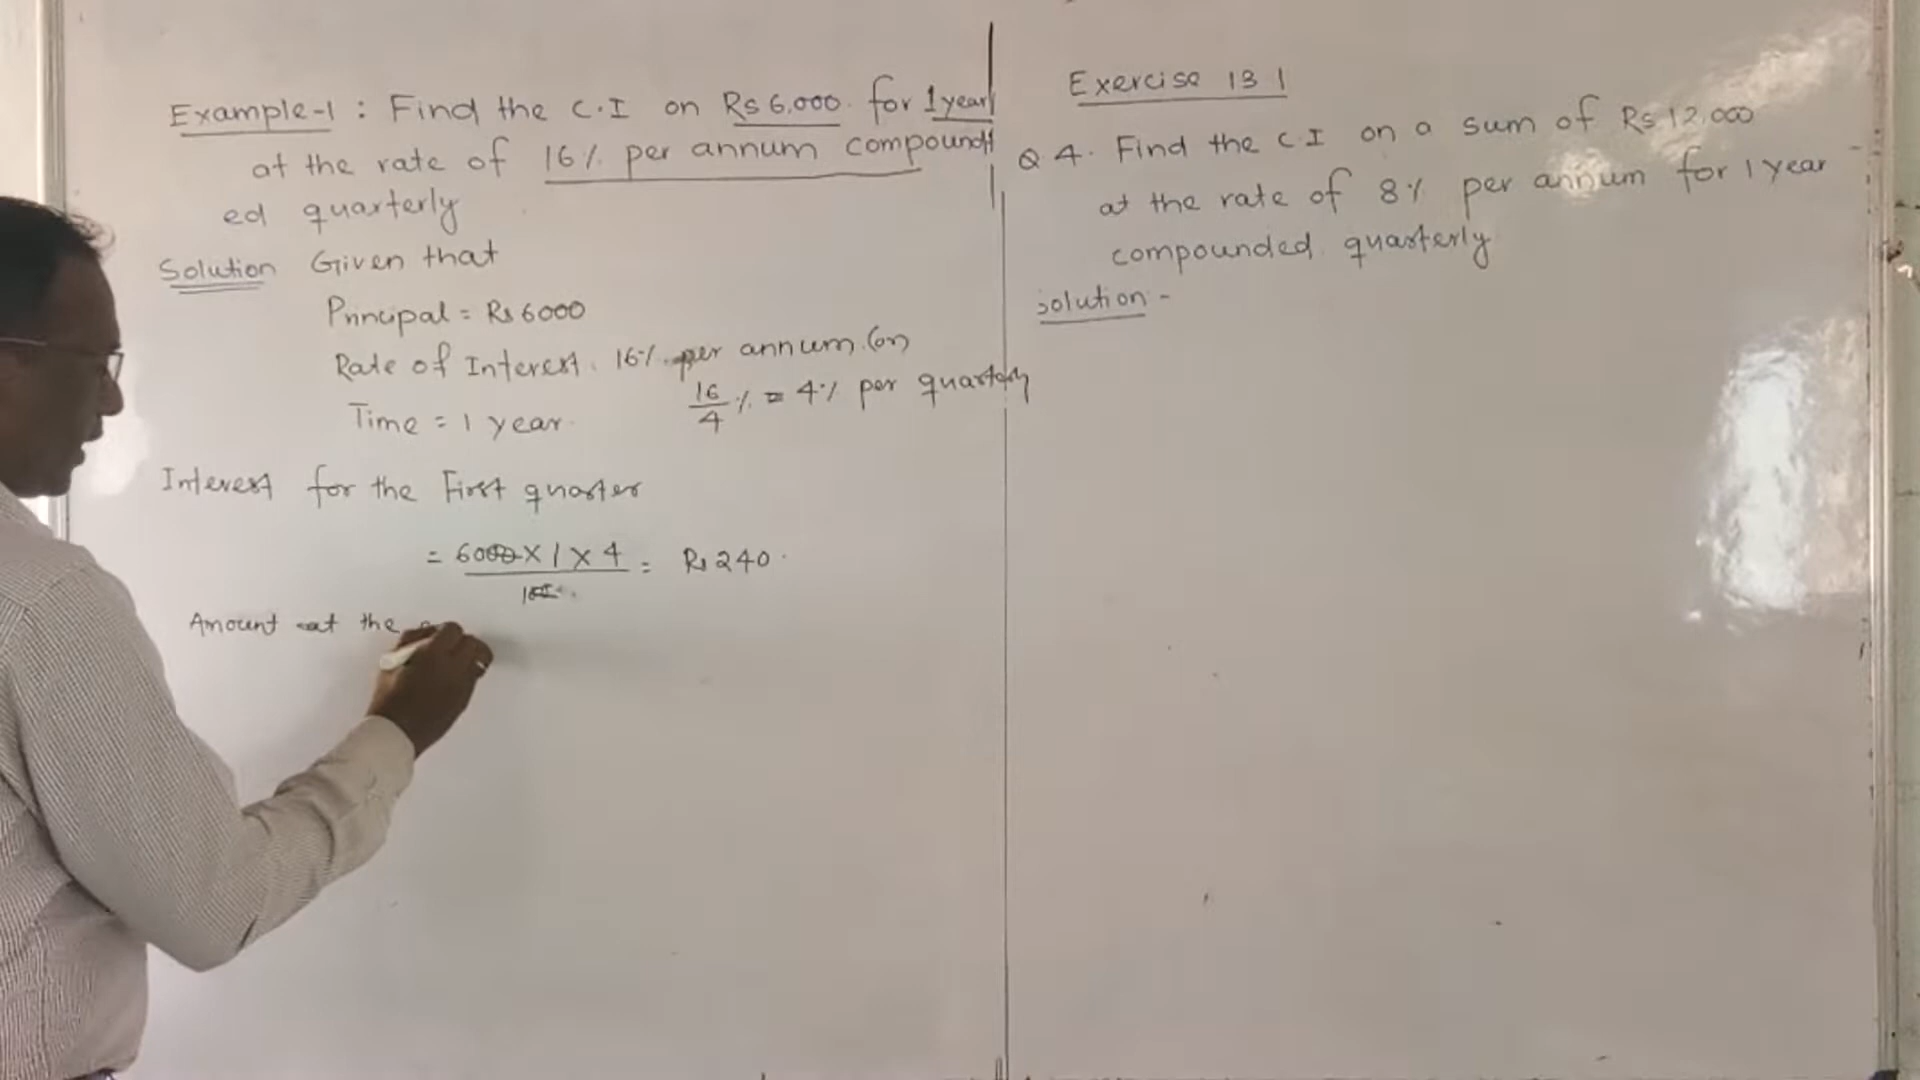 Example-1 : Find the C.I on Rs 6,000 for 1 year
at the rate of 16% per annum compound
ed quarterly
Solution Given that
Principal = Rs 6000
Rate of Interest. 16% per annum (or)
16/4 % = 4% per quarterly
Time = 1 year
Interest for the First quarter
= 6000 X 1 X 4 / 100 = Rs 240
Amount at the
Exercise 13 1
Q 4. Find the C.I on a sum of Rs 12,000
at the rate of 8% per annum for 1 year
compounded quarterly
solution -